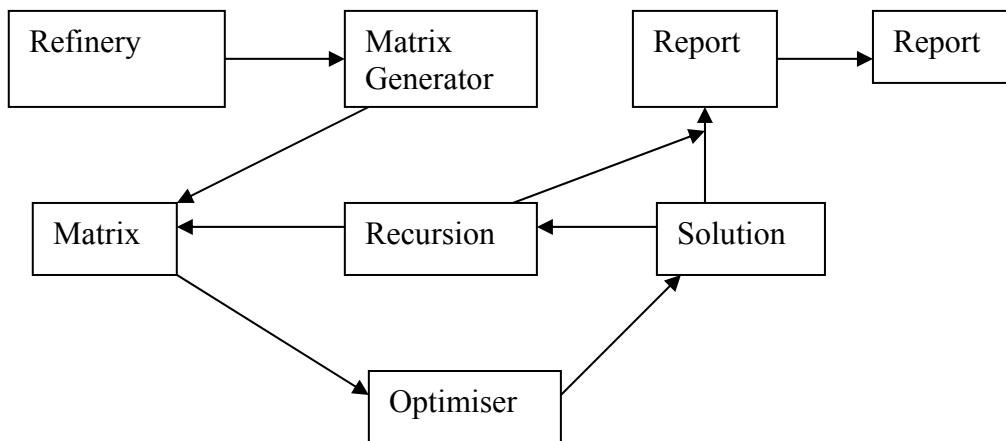 Refinery
Matrix
Generator
Report
Report
Matrix
Recursion
Solution
Optimiser